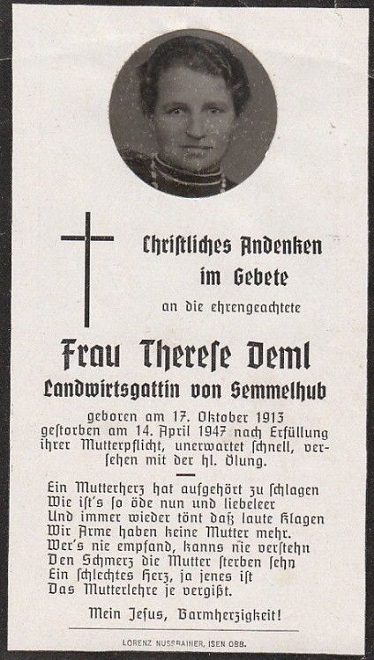 Christliches Andenken
im Gebete
an die ehrengeachtete
Frau Therese Deml
Landwirtsgattin von Semmelhub
geboren am 17. Oktober 1913
gestorben am 14. April 1947 nach Erfüllung
ihrer Mutterpflicht, unerwartet schnell, ver-
sehen mit der hl. Ölung.
Ein Mutterherz hat aufgehört zu schlagen
Wie ist's so öde nun und liebeleer
Und immer wieder tönt daß laute Klagen
Wir Arme haben keine Mutter mehr.
Wer's nie empfand, kanns nie verstehn
Den Schmerz die Mutter sterben sehn
Ein schlechtes Herz, ja jenes ist
Das Mutterlehre je vergißt.
Mein Jesus, Barmherzigkeit!
LORENZ NUSSRAINER, ISEN OBB.